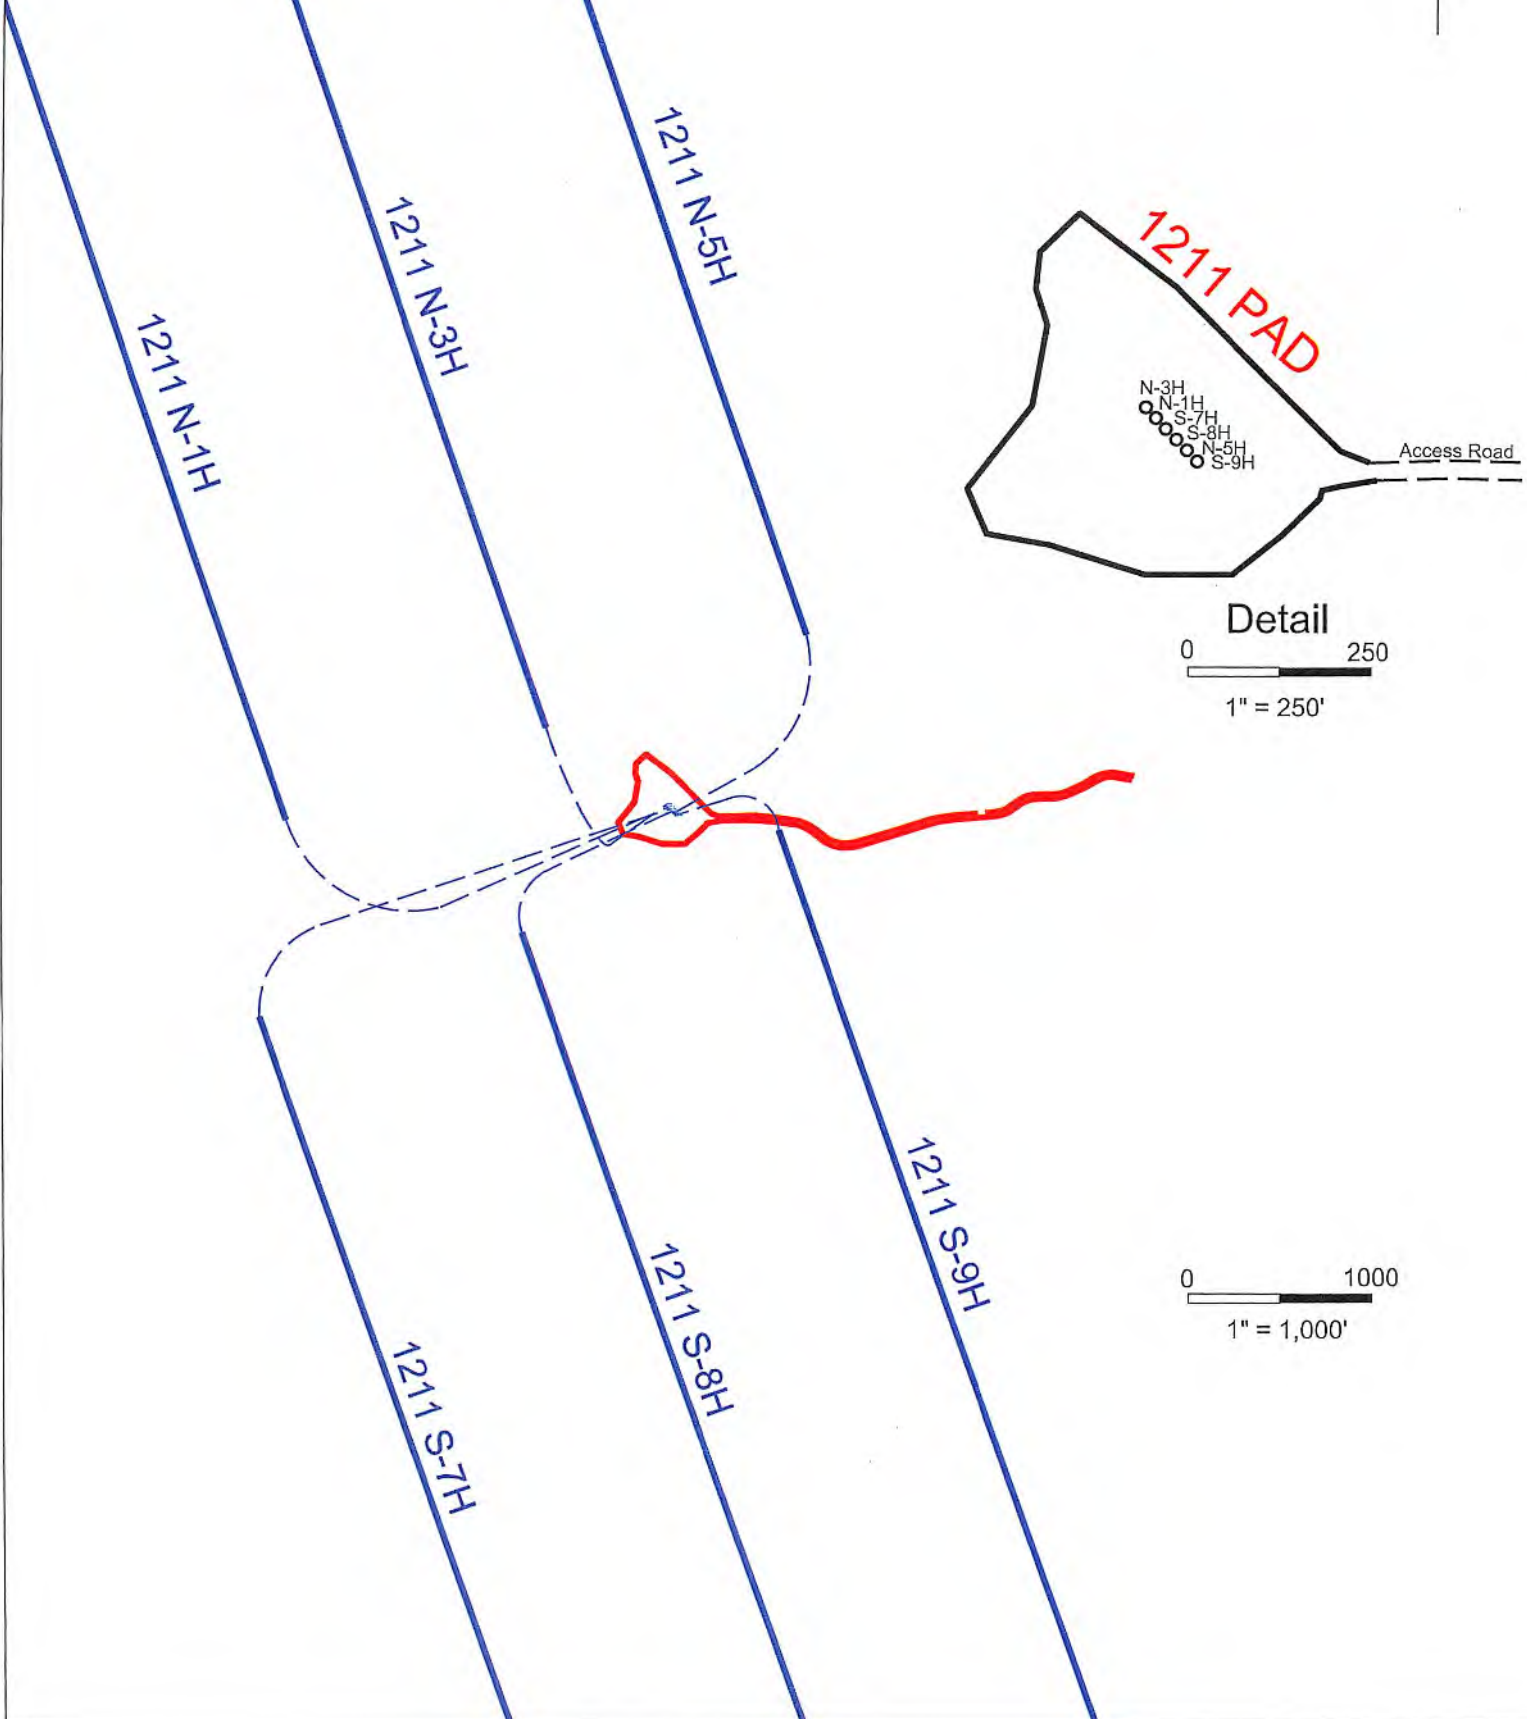 1211 N-5H
1211 N-3H
1211 N-1H
1211 PAD
N-3H
N-1H
S-7H
S-8H
N-5H
S-9H
Access Road
Detail
0 250
1" = 250'
1211 S-9H
1211 S-8H
1211 S-7H
0 1000
1" = 1,000'